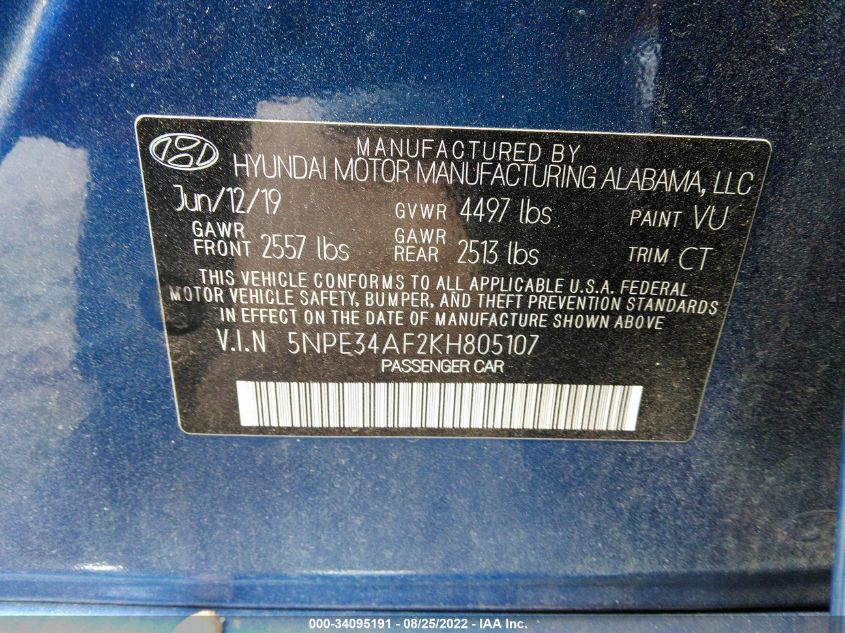 MANUFACTURED BY
HYUNDAI MOTOR MANUFACTURING ALABAMA, LLC
Jun/12/19 GVWR 4497 lbs PAINT VU
GAWR FRONT 2557 lbs GAWR REAR 2513 lbs TRIM CT
THIS VEHICLE CONFORMS TO ALL APPLICABLE U.S.A. FEDERAL
MOTOR VEHICLE SAFETY, BUMPER, AND THEFT PREVENTION STANDARDS
IN EFFECT ON THE DATE OF MANUFACTURE SHOWN ABOVE
V.I.N 5NPE34AF2KH805107
PASSENGER CAR
000-34095191 - 08/25/2022 - IAA Inc.